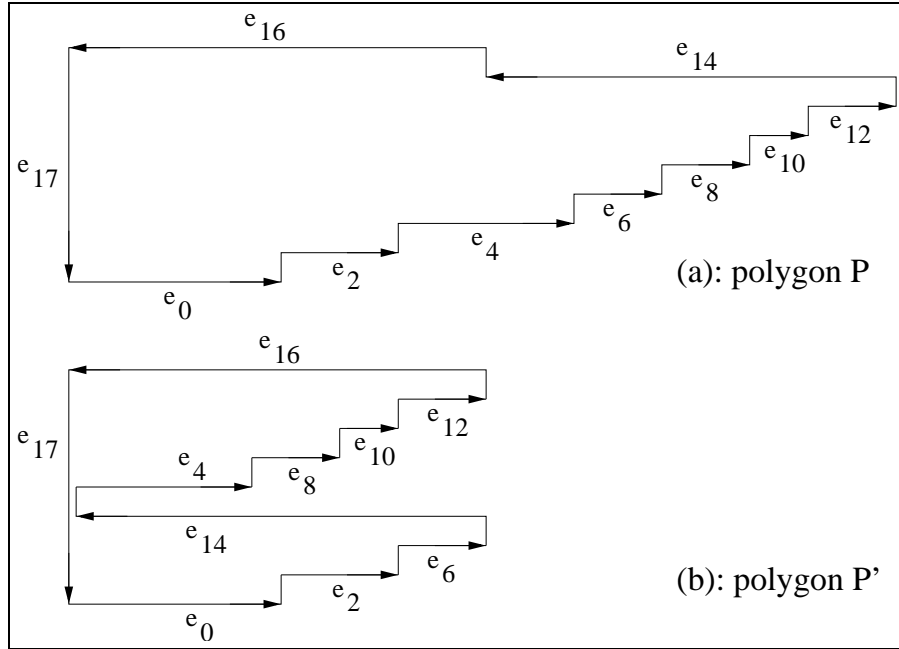 e16
e14
e12
e17
e10
e8
e6
e4
e2
(a): polygon P
e0
e16
e12
e17
e10
e4
e8
e14
e6
(b): polygon P’
e2
e0